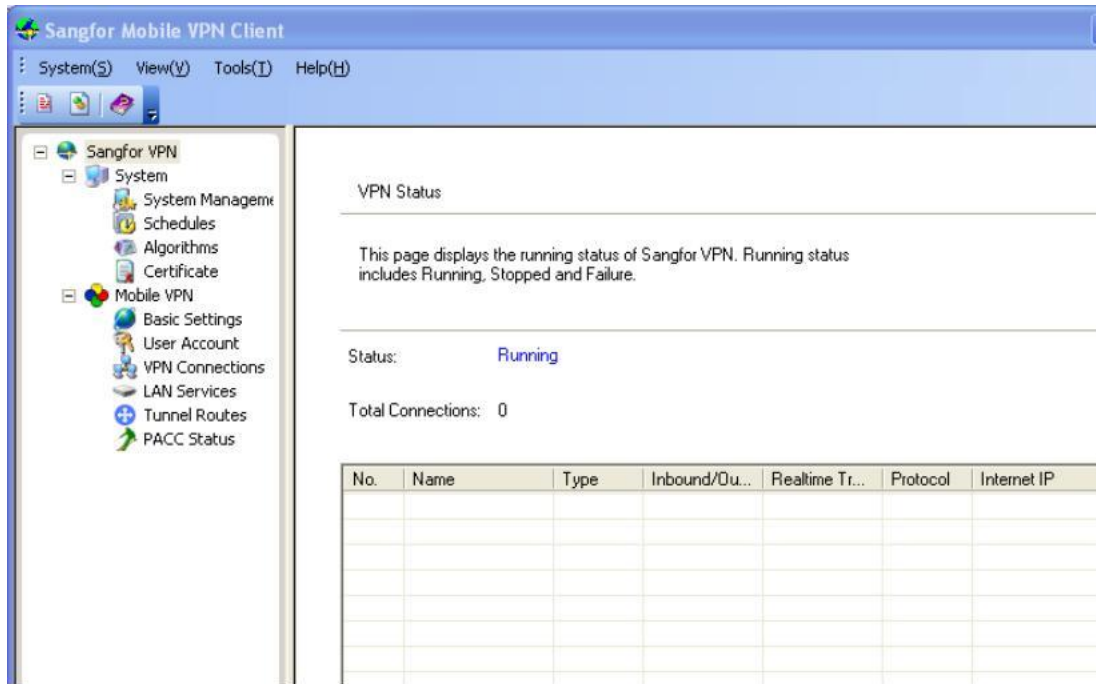 Sangfor Mobile VPN Client
System(S) View(V) Tools(T) Help(H)
Sangfor VPN
System
System Manageme
Schedules
Algorithms
Certificate
Mobile VPN
Basic Settings
User Account
VPN Connections
LAN Services
Tunnel Routes
PACC Status
VPN Status
This page displays the running status of Sangfor VPN. Running status
includes Running, Stopped and Failure.
Status: Running
Total Connections: 0
No. Name Type Inbound/Ou... Realtime Tr... Protocol Internet IP